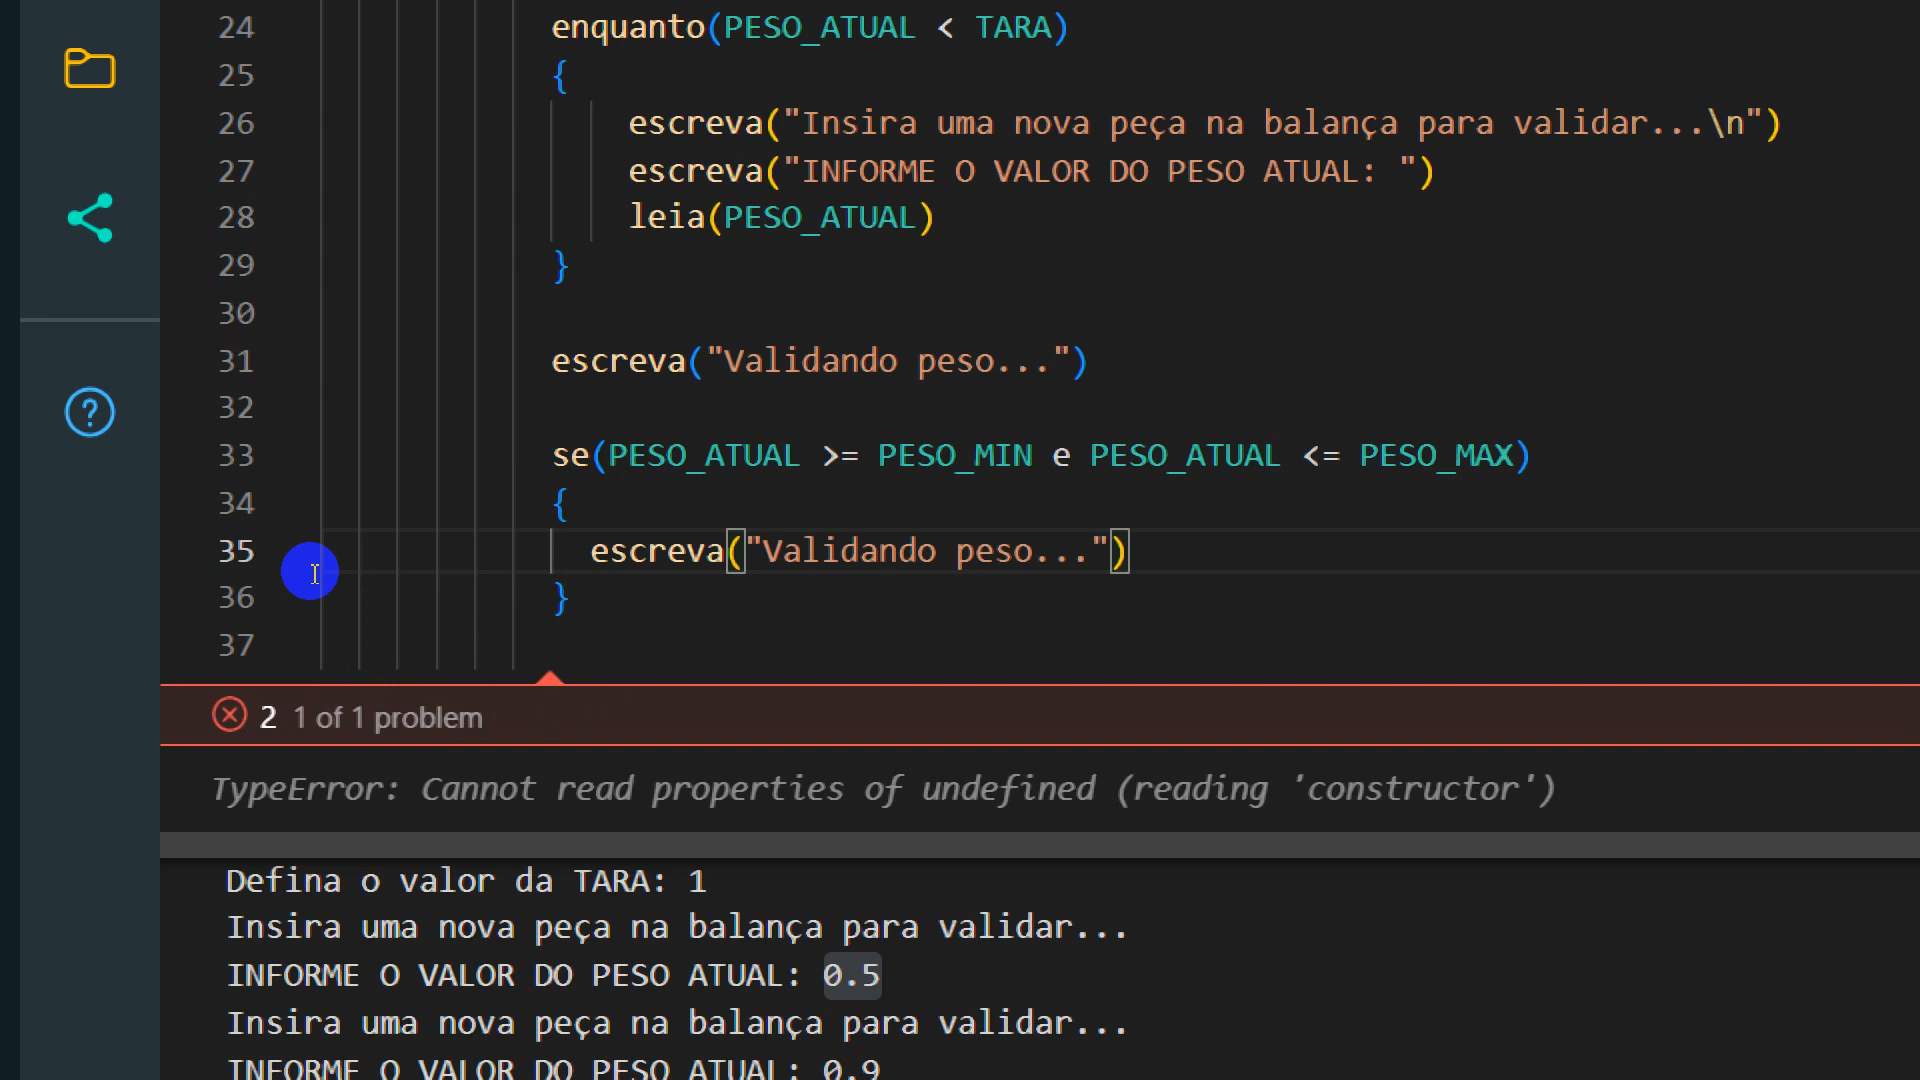 24 enquanto(PESO_ATUAL < TARA)
25 {
26 escreva("Insira uma nova peça na balança para validar...\n")
27 escreva("INFORME O VALOR DO PESO ATUAL: ")
28 leia(PESO_ATUAL)
29 }
30
31 escreva("Validando peso...")
32
33 se(PESO_ATUAL >= PESO_MIN e PESO_ATUAL <= PESO_MAX)
34 {
35 escreva("Validando peso...")
36 }
37
2 1 of 1 problem
TypeError: Cannot read properties of undefined (reading 'constructor')
Defina o valor da TARA: 1
Insira uma nova peça na balança para validar...
INFORME O VALOR DO PESO ATUAL: 0.5
Insira uma nova peça na balança para validar...
INFORME O VALOR DO PESO ATUAL: 0.9